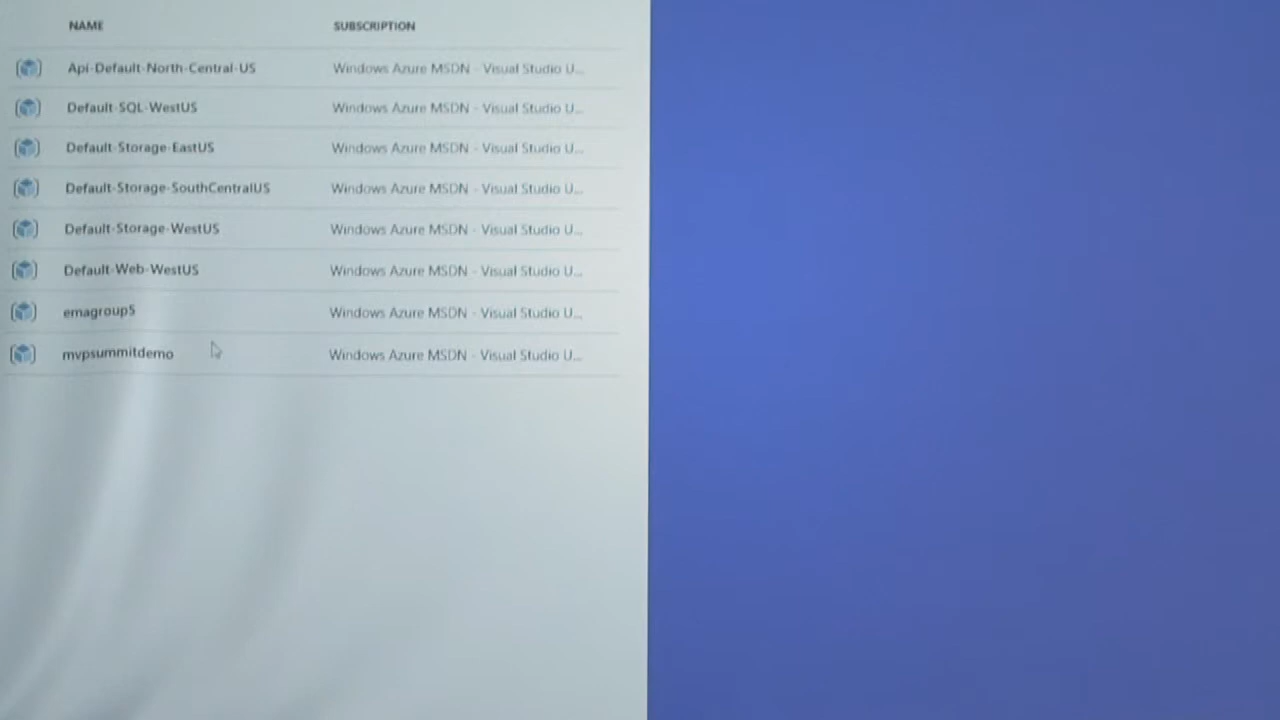 NAME SUBSCRIPTION
Api-Default-North-Central-US Windows Azure MSDN - Visual Studio U...
Default-SQL-WestUS Windows Azure MSDN - Visual Studio U...
Default-Storage-EastUS Windows Azure MSDN - Visual Studio U...
Default-Storage-SouthCentralUS Windows Azure MSDN - Visual Studio U...
Default-Storage-WestUS Windows Azure MSDN - Visual Studio U...
Default-Web-WestUS Windows Azure MSDN - Visual Studio U...
emagroup5 Windows Azure MSDN - Visual Studio U...
mvpsummitdemo Windows Azure MSDN - Visual Studio U...